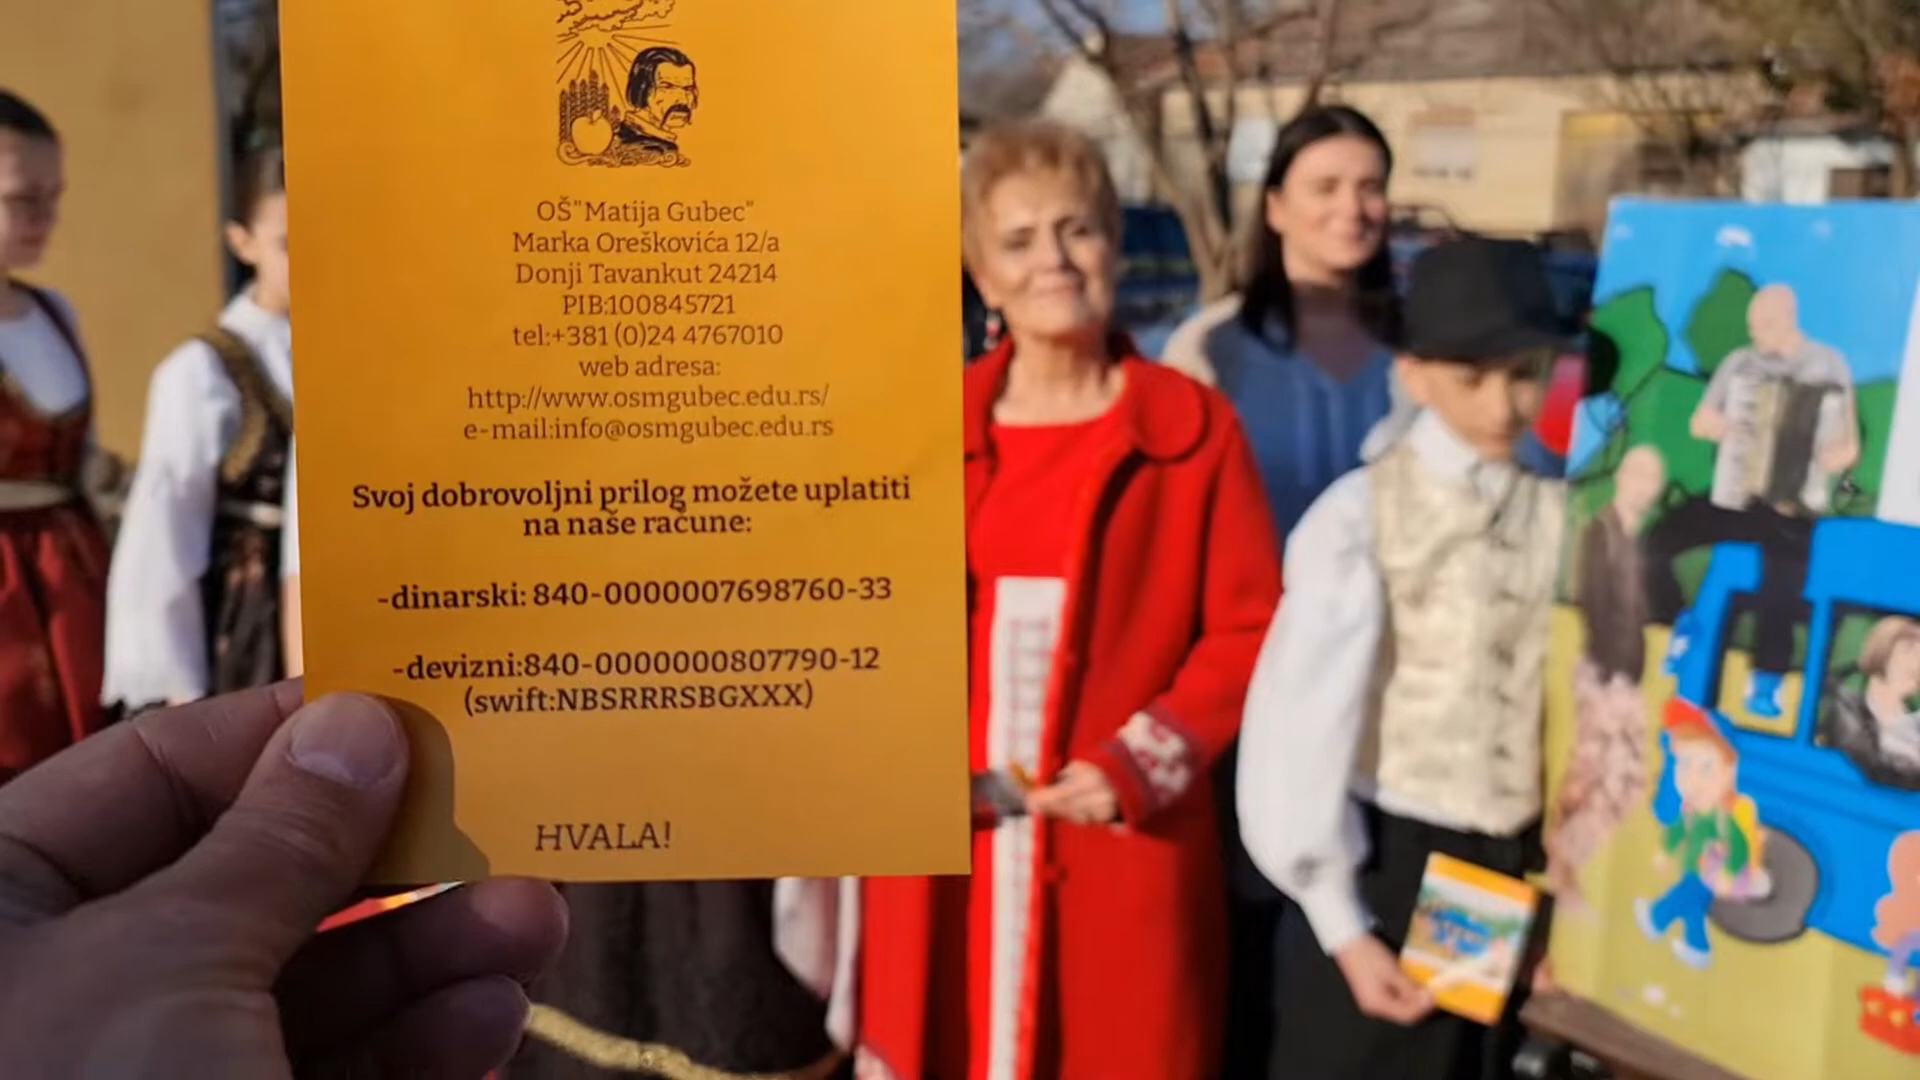 OŠ"Matija Gubec"
Marka Oreškovića 12/a
Donji Tavankut 24214
PIB:100845721
tel:+381 (0)24 4767010
web adresa:
http://www.osmgubec.edu.rs/
e-mail:info@osmgubec.edu.rs
Svoj dobrovoljni prilog možete uplatiti
na naše račune:
-dinarski: 840-0000007698760-33
-devizni:840-0000000807790-12
(swift:NBSRRRSBGXXX)
HVALA!